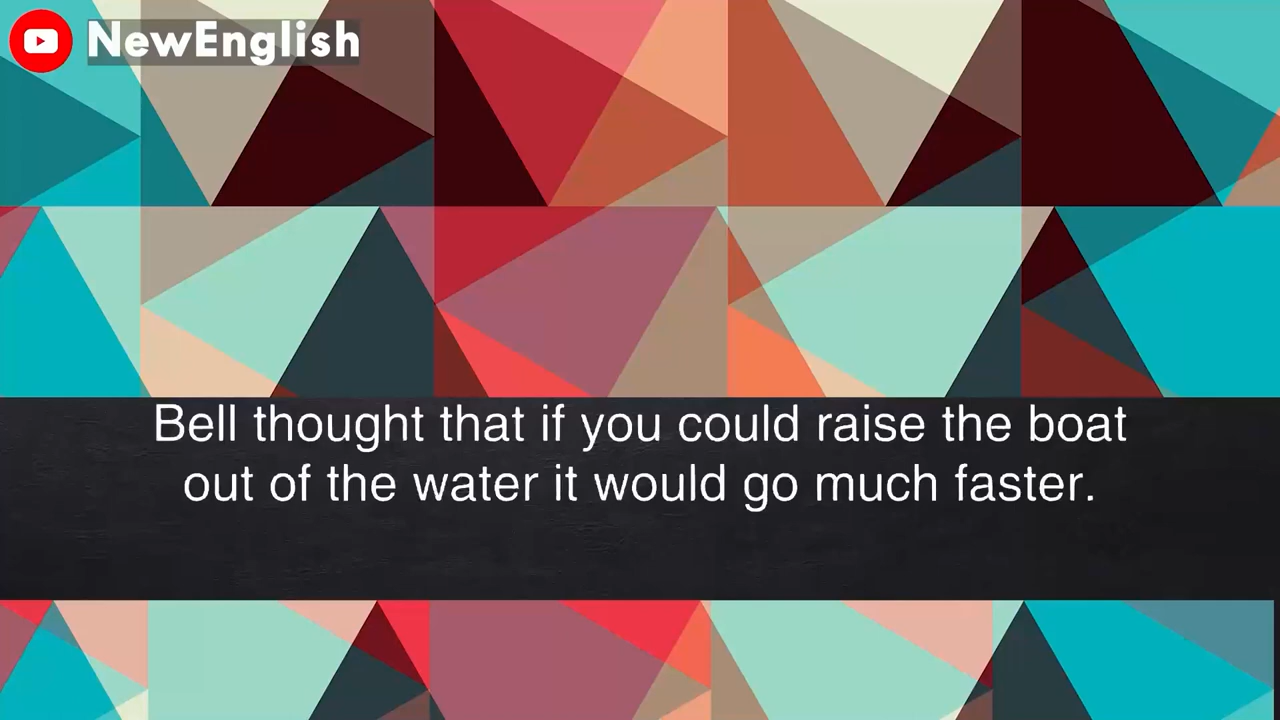 NewEnglish
Bell thought that if you could raise the boat
out of the water it would go much faster.